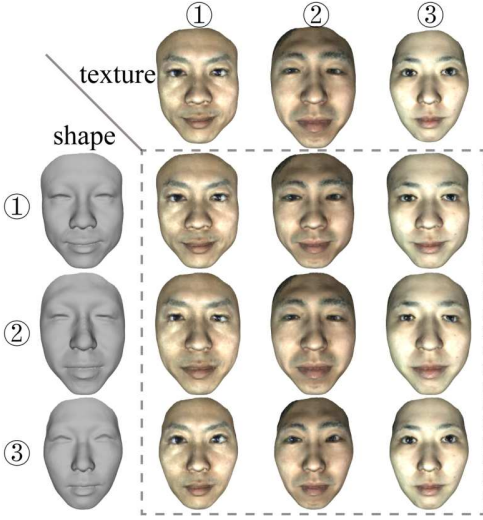 ① ② ③
texture
shape
①
②
③